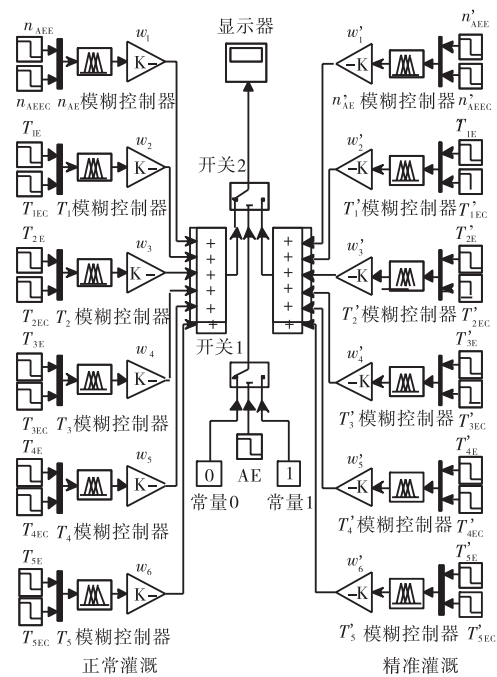 显示器
n_AEE
n_AEEC
n_AE模糊控制器
w_1
K
T_1E
T_1EC
T_1模糊控制器
w_2
K
T_2E
T_2EC
T_2模糊控制器
w_3
K
T_3E
T_3EC
T_3模糊控制器
w_4
K
T_4E
T_4EC
T_4模糊控制器
w_5
K
T_5E
T_5EC
T_5模糊控制器
w_6
K
正常灌溉
开关2
+ + + + + +
+ + + + + +
开关1
0
AE
1
常量0
常量1
n'_AEE
n'_AEEC
n'_AE模糊控制器
w'_1
K
T'_1E
T'_1EC
T'_1模糊控制器
w'_2
K
T'_2E
T'_2EC
T'_2模糊控制器
w'_3
K
T'_3E
T'_3EC
T'_3模糊控制器
w'_4
K
T'_4E
T'_4EC
T'_4模糊控制器
w'_5
K
T'_5E
T'_5EC
T'_5模糊控制器
w'_6
K
精准灌溉